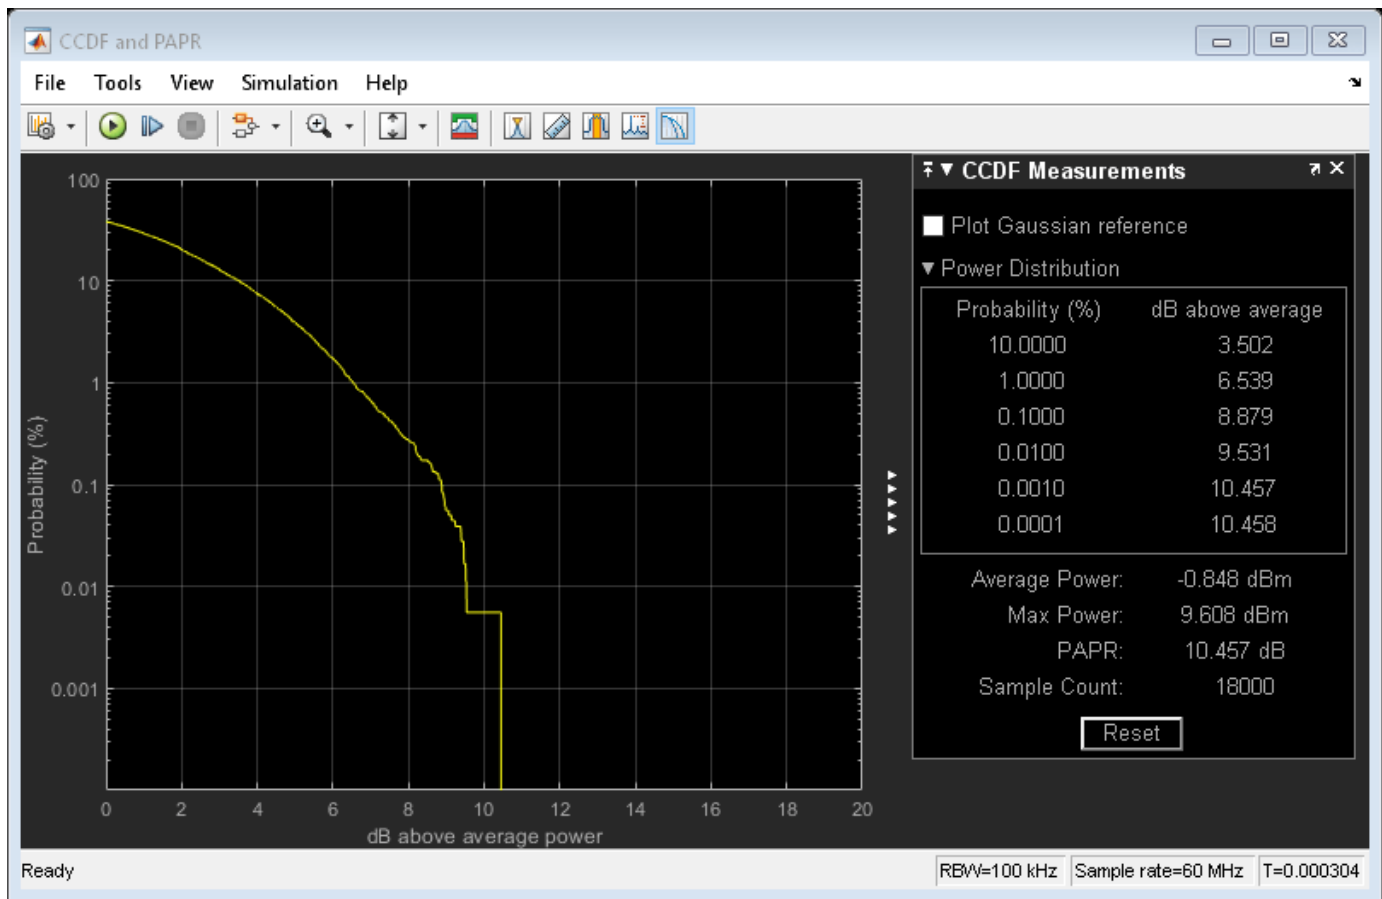 CCDF and PAPR
File Tools View Simulation Help
100
10
1
0.1
0.01
0.001
Probability (%)
0 2 4 6 8 10 12 14 16 18 20
dB above average power
CCDF Measurements
Plot Gaussian reference
Power Distribution
Probability (%) dB above average
10.0000 3.502
1.0000 6.539
0.1000 8.879
0.0100 9.531
0.0010 10.457
0.0001 10.458
Average Power: -0.848 dBm
Max Power: 9.608 dBm
PAPR: 10.457 dB
Sample Count: 18000
Reset
Ready
RBW=100 kHz Sample rate=60 MHz T=0.000304